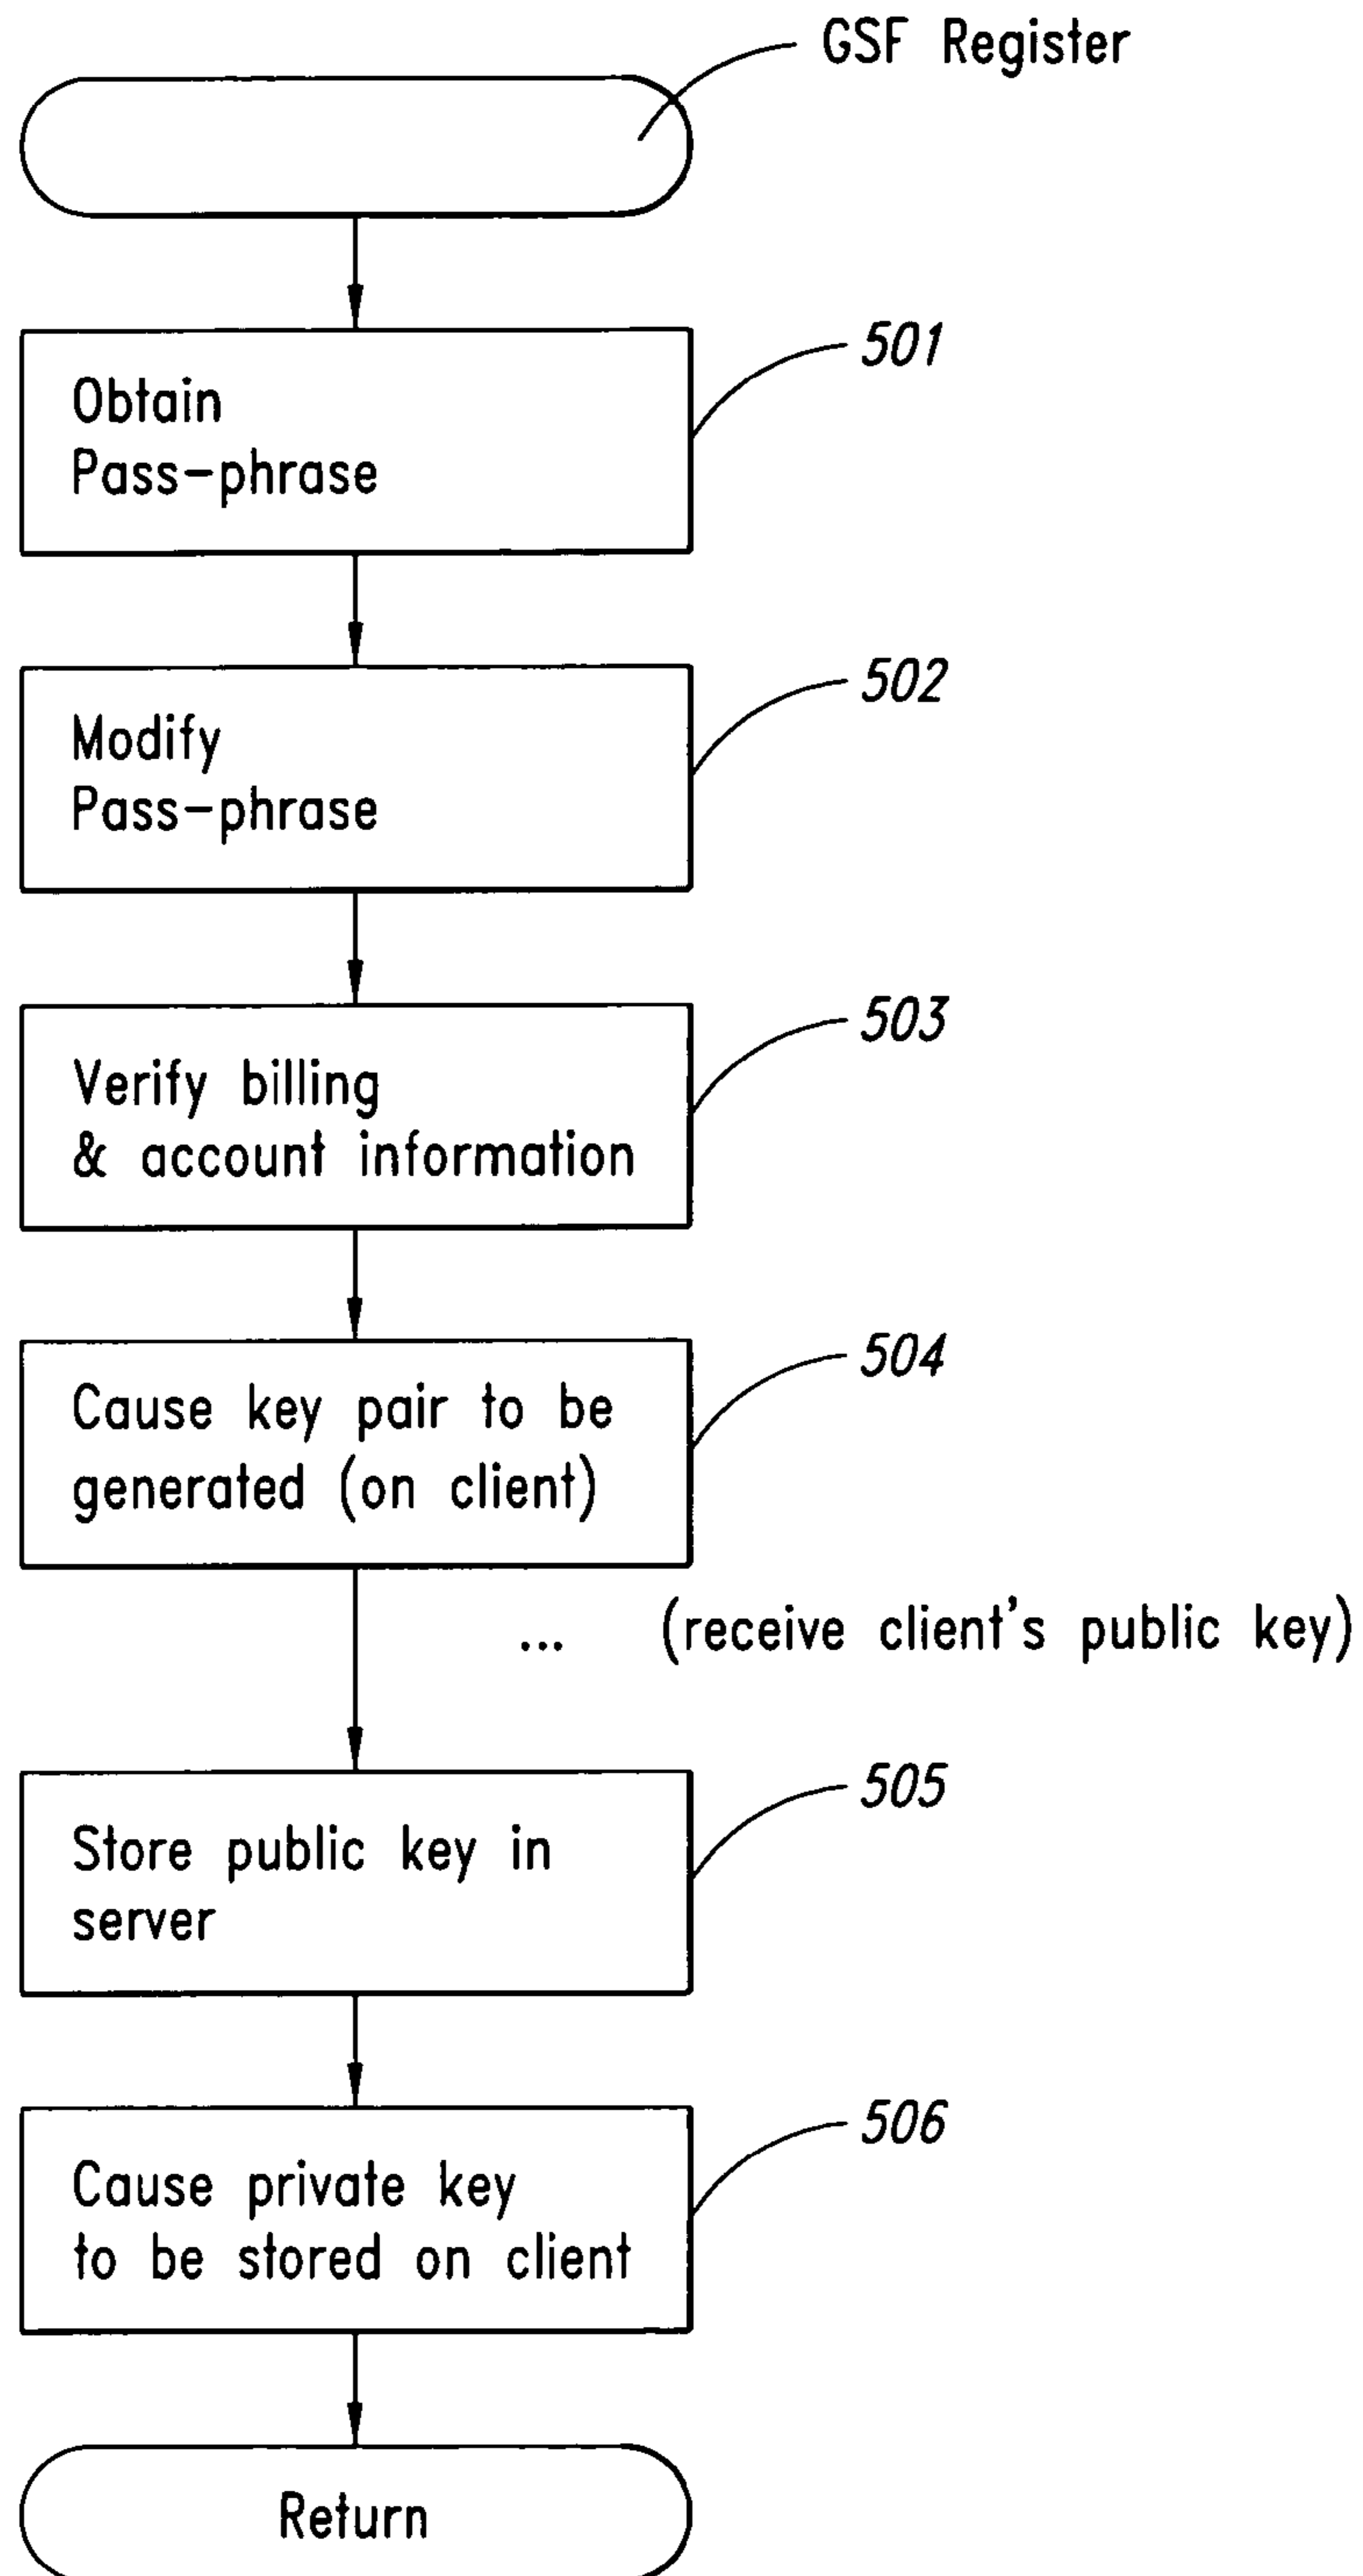 GSF Register
501
Obtain
Pass-phrase
502
Modify
Pass-phrase
503
Verify billing
& account information
504
Cause key pair to be
generated (on client)
... (receive client's public key)
505
Store public key in
server
506
Cause private key
to be stored on client
Return